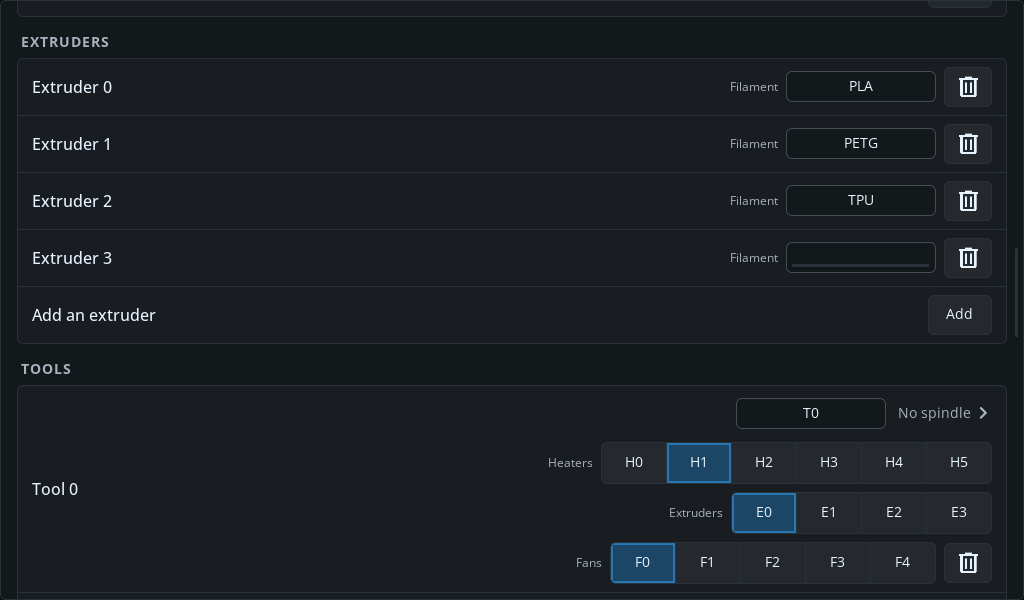 EXTRUDERS
Extruder 0 Filament PLA
Extruder 1 Filament PETG
Extruder 2 Filament TPU
Extruder 3 Filament
Add an extruder Add
TOOLS
T0 No spindle
Heaters H0 H1 H2 H3 H4 H5
Tool 0
Extruders E0 E1 E2 E3
Fans F0 F1 F2 F3 F4